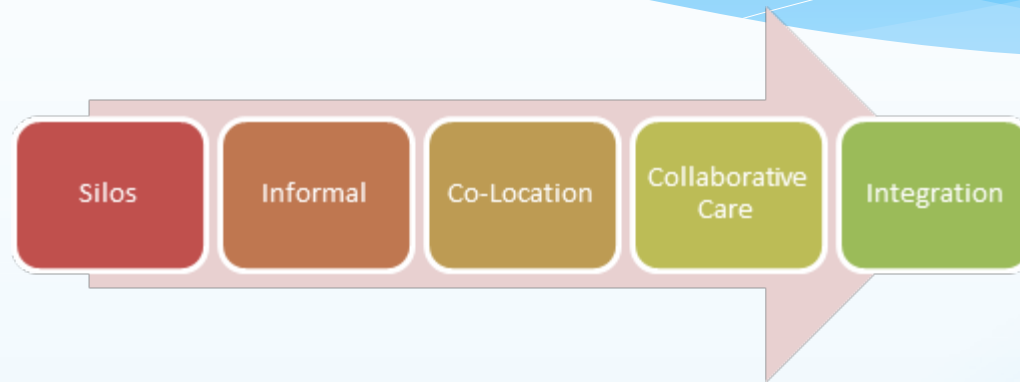 Silos
Informal
Co-Location
Collaborative
Care
Integration